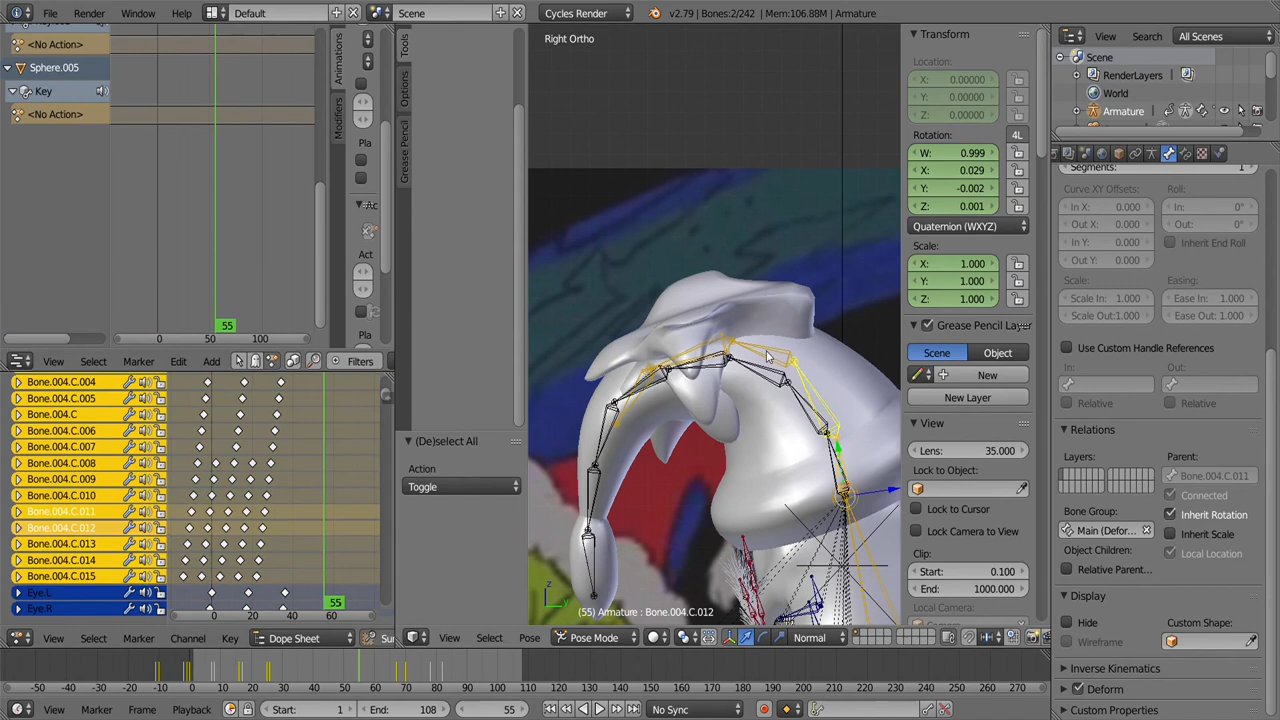 File Render Window Help Default Scene Cycles Render v2.79 | Bones:2/242 | Mem:106.88M | Armature
View Search All Scenes
<No Action>
Sphere.005
Key
<No Action>
0 50 100
55
View Select Marker Edit Add Filters
Animations
Modifiers
Pla
Act
Pla
Tools
Options
Grease Pencil
(De)select All
Action
Toggle
Right Ortho
(55) Armature : Bone.004.C.012
z
y
Transform
Location:
X: 0.00000
Y: 0.00000
Z: 0.00000
Rotation: 4L
W: 0.999
X: 0.029
Y: -0.002
Z: 0.001
Quaternion (WXYZ)
Scale:
X: 1.000
Y: 1.000
Z: 1.000
Grease Pencil Laye
Scene Object
New
New Layer
View
Lens: 35.000
Lock to Object:
Lock to Cursor
Lock Camera to View
Clip:
Start: 0.100
End: 1000.000
Local Camera:
Scene
RenderLayers
World
Armature
Segments: 1
Curve XY Offsets: Roll:
In X: 0.000 In: 0°
Out X: 0.000 Out: 0°
In Y: 0.000 Inherit End Roll
Out Y: 0.000
Scale: Easing:
Scale In: 1.000 Ease In: 1.000
Scale Out:1.000 Ease Out: 1.000
Use Custom Handle References
In: Out:
Relative Relative
Relations
Layers: Parent:
Bone.004.C.011
Connected
Bone Group: Inherit Rotation
Main (Defor... Inherit Scale
Object Children: Local Location
Relative Parent...
Display
Hide Custom Shape:
Wireframe
Inverse Kinematics
Deform
Custom Properties
Bone.004.C.004
Bone.004.C.005
Bone.004.C
Bone.004.C.006
Bone.004.C.007
Bone.004.C.008
Bone.004.C.009
Bone.004.C.010
Bone.004.C.011
Bone.004.C.012
Bone.004.C.013
Bone.004.C.014
Bone.004.C.015
Eye.L
Eye.R
55
0 20 40 60 80
View Select Marker Channel Key Dope Sheet Su
View Select Pose Pose Mode Normal
-50 -40 -30 -20 -10 0 10 20 30 40 50 60 70 80 90 100 110 120 130 140 150 160 170 180 190 200 210 220 230 240 250 260 270
View Marker Frame Playback Start: 1 End: 108 55 No Sync